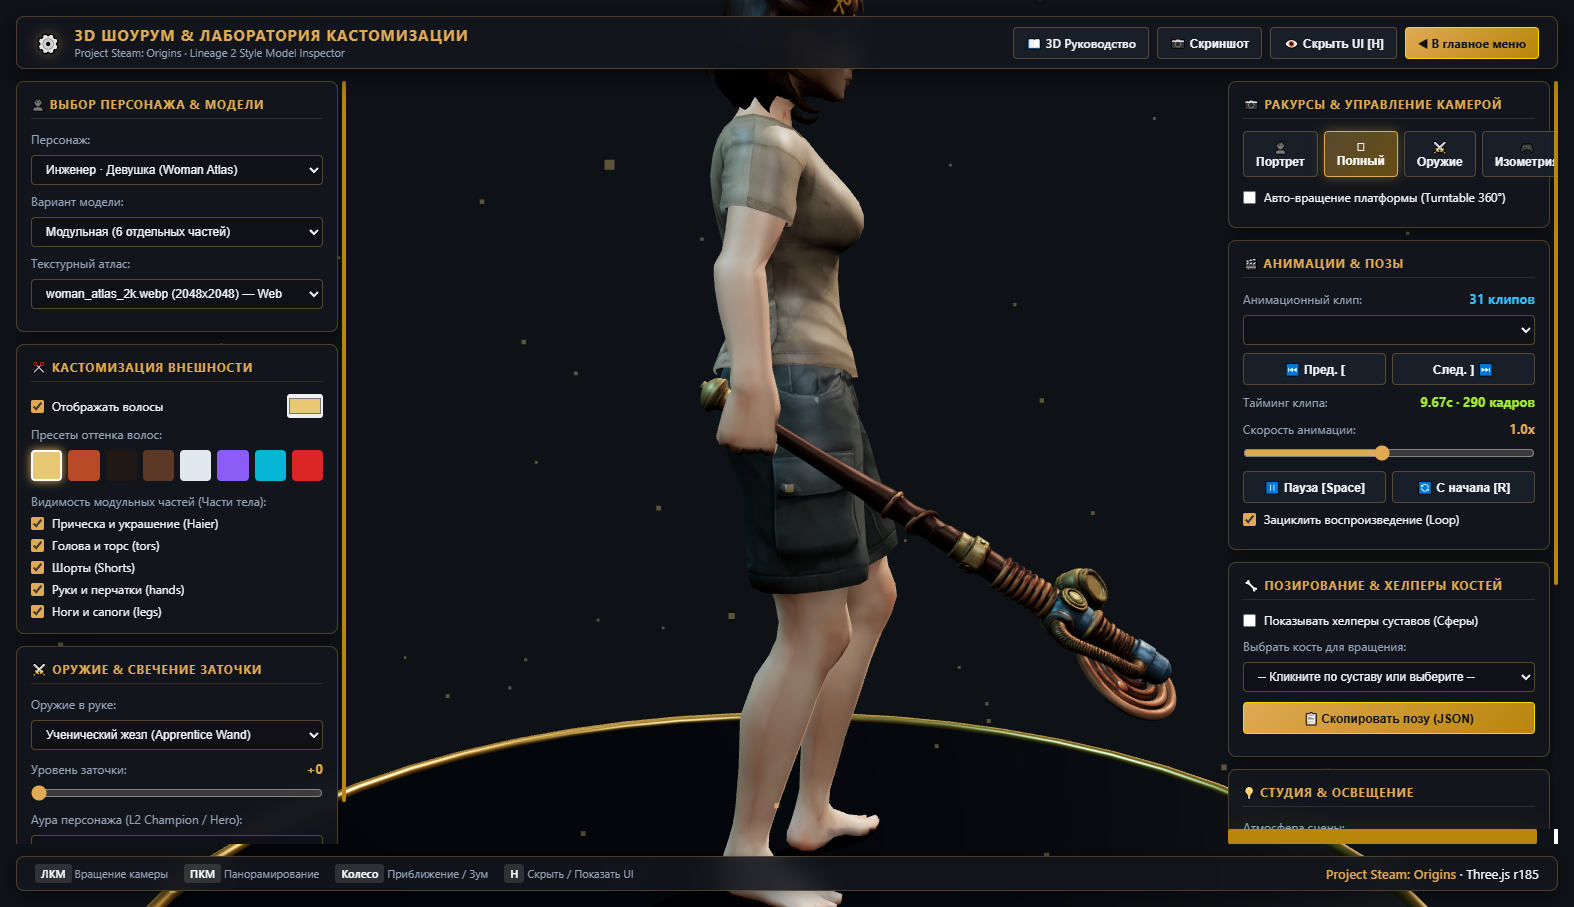 3D ШОУРУМ & ЛАБОРАТОРИЯ КАСТОМИЗАЦИИ
Project Steam: Origins · Lineage 2 Style Model Inspector
3D Руководство
Скриншот
Скрыть UI [H]
◀ В главное меню
ВЫБОР ПЕРСОНАЖА & МОДЕЛИ
Персонаж:
Инженер - Девушка (Woman Atlas)
Вариант модели:
Модульная (6 отдельных частей)
Текстурный атлас:
woman_atlas_2k.webp (2048x2048) — Web
КАСТОМИЗАЦИЯ ВНЕШНОСТИ
Отображать волосы
Пресеты оттенка волос:
Видимость модульных частей (Части тела):
Прическа и украшение (Haier)
Голова и торс (tors)
Шорты (Shorts)
Руки и перчатки (hands)
Ноги и сапоги (legs)
ОРУЖИЕ & СВЕЧЕНИЕ ЗАТОЧКИ
Оружие в руке:
Ученический жезл (Apprentice Wand)
Уровень заточки:
+0
Аура персонажа (L2 Champion / Hero):
РАКУРСЫ & УПРАВЛЕНИЕ КАМЕРОЙ
Портрет
Полный
Оружие
Изометрия
Авто-вращение платформы (Turntable 360°)
АНИМАЦИИ & ПОЗЫ
Анимационный клип:
31 клипов
Пред. [
След. ]
Тайминг клипа:
9.67с · 290 кадров
Скорость анимации:
1.0x
Пауза [Space]
С начала [R]
Зациклить воспроизведение (Loop)
ПОЗИРОВАНИЕ & ХЕЛПЕРЫ КОСТЕЙ
Показывать хелперы суставов (Сферы)
Выбрать кость для вращения:
-- Кликните по суставу или выберите --
Скопировать позу (JSON)
СТУДИЯ & ОСВЕЩЕНИЕ
Атмосфера сцены:
ЛКМ Вращение камеры
ПКМ Панорамирование
Колесо Приближение / Зум
H Скрыть / Показать UI
Project Steam: Origins · Three.js r185